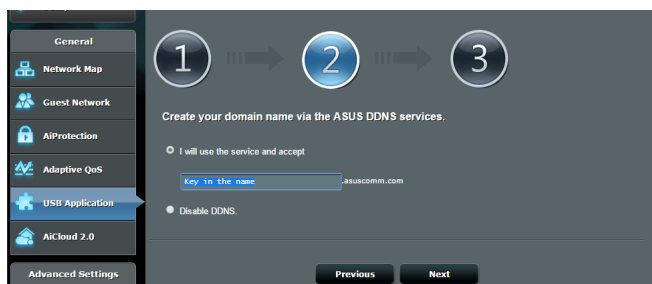 General
Network Map
Guest Network
AiProtection
Adaptive QoS
USB Application
AiCloud 2.0
Advanced Settings
1
2
3
Create your domain name via the ASUS DDNS services.
I will use the service and accept
Key in the name .asuscomm.com
Disable DDNS.
Previous Next